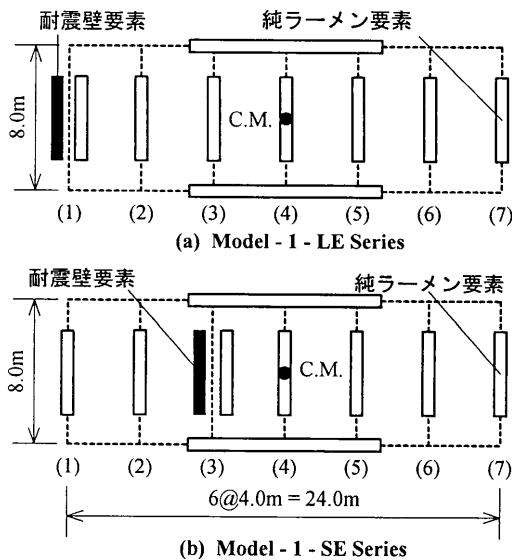 耐震壁要素
純ラーメン要素
8.0m
C.M.
(1) (2) (3) (4) (5) (6) (7)
(a) Model - 1 - LE Series
耐震壁要素
純ラーメン要素
8.0m
C.M.
(1) (2) (3) (4) (5) (6) (7)
6@4.0m = 24.0m
(b) Model - 1 - SE Series